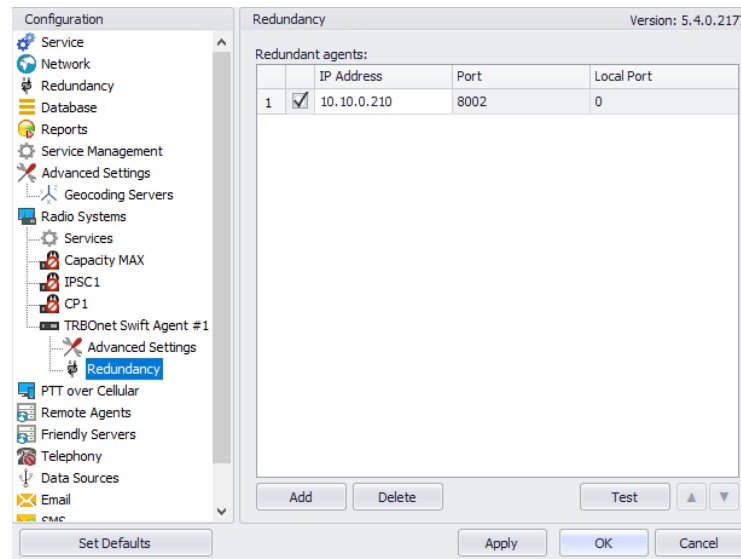 Configuration
Service
Network
Redundancy
Database
Reports
Service Management
Advanced Settings
Geocoding Servers
Radio Systems
Services
Capacity MAX
IPSC1
CP1
TRBOnet Swift Agent #1
Advanced Settings
Redundancy
PTT over Cellular
Remote Agents
Friendly Servers
Telephony
Data Sources
Email
SMS
Set Defaults
Redundancy Version: 5.4.0.217
Redundant agents:
IP Address Port Local Port
1 10.10.0.210 8002 0
Add Delete Test
Apply OK Cancel